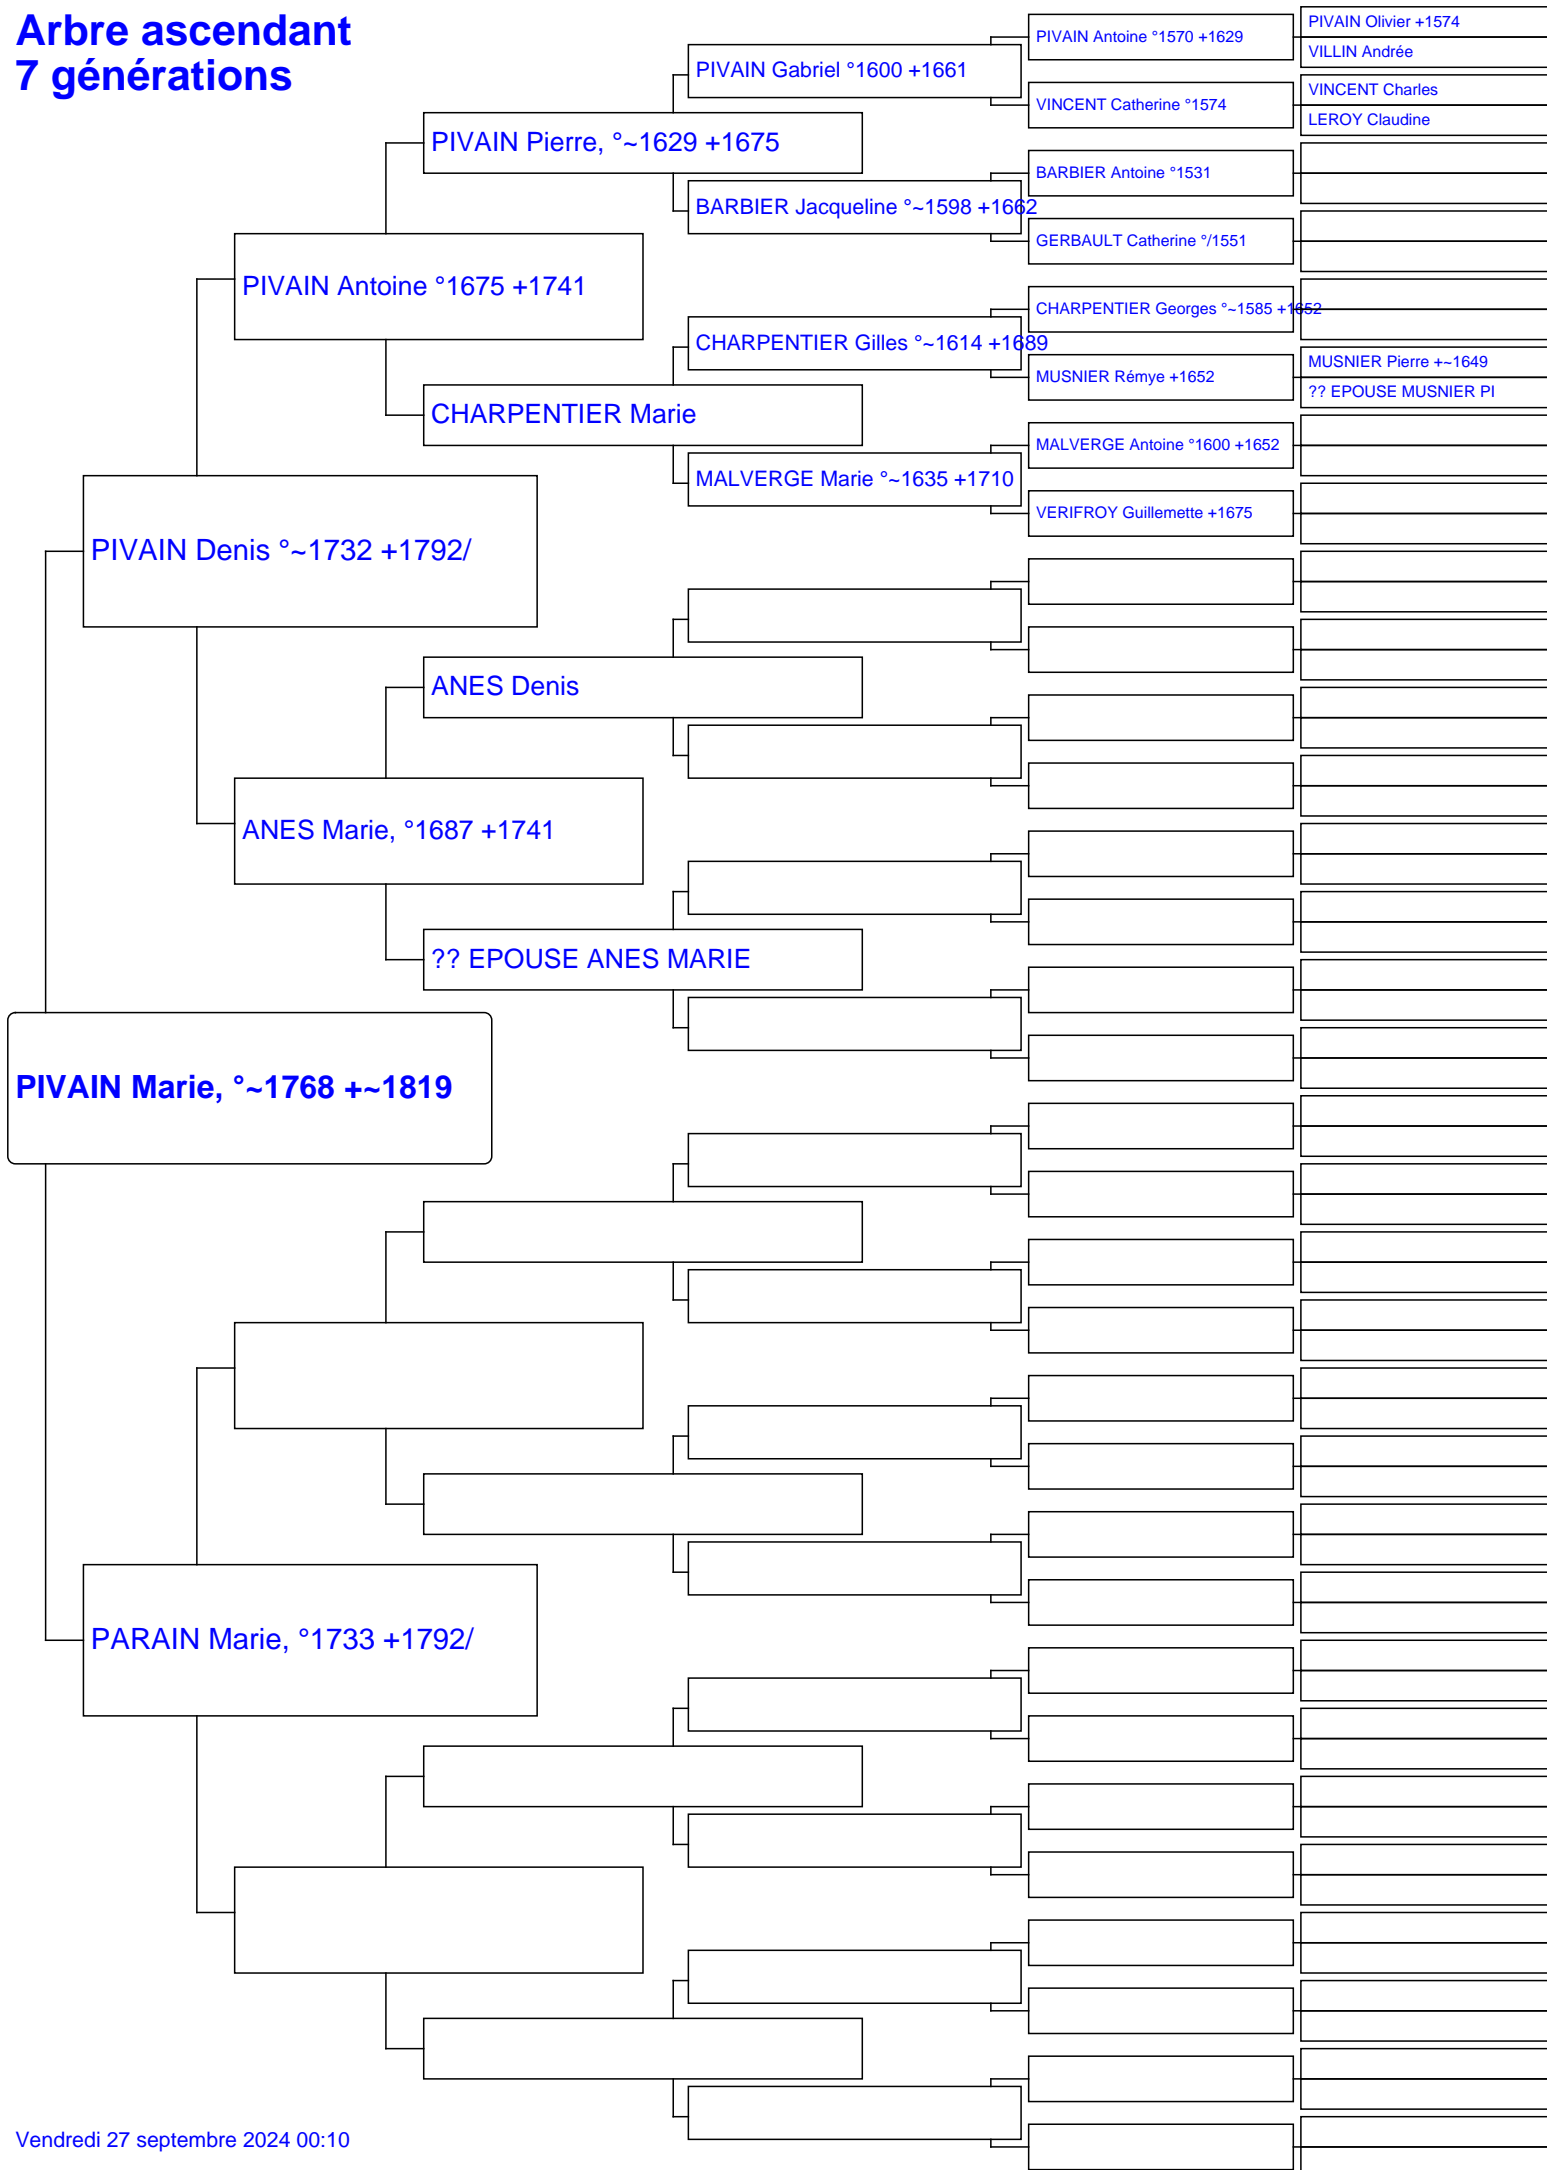 Arbre ascendant
7 générations
PIVAIN Olivier +1574
PIVAIN Antoine °1570 +1629
VILLIN Andrée
PIVAIN Gabriel °1600 +1661
VINCENT Charles
VINCENT Catherine °1574
LEROY Claudine
PIVAIN Pierre, °~1629 +1675
BARBIER Antoine °1531
BARBIER Jacqueline °~1598 +1662
GERBAULT Catherine °/1551
PIVAIN Antoine °1675 +1741
CHARPENTIER Georges °~1585 +1652
CHARPENTIER Gilles °~1614 +1689
MUSNIER Pierre +~1649
MUSNIER Rémye +1652
?? EPOUSE MUSNIER PI
CHARPENTIER Marie
MALVERGE Antoine °1600 +1652
MALVERGE Marie °~1635 +1710
VERIFROY Guillemette +1675
PIVAIN Denis °~1732 +1792/
ANES Denis
ANES Marie, °1687 +1741
?? EPOUSE ANES MARIE
PIVAIN Marie, °~1768 +~1819
PARAIN Marie, °1733 +1792/
Vendredi 27 septembre 2024 00:10